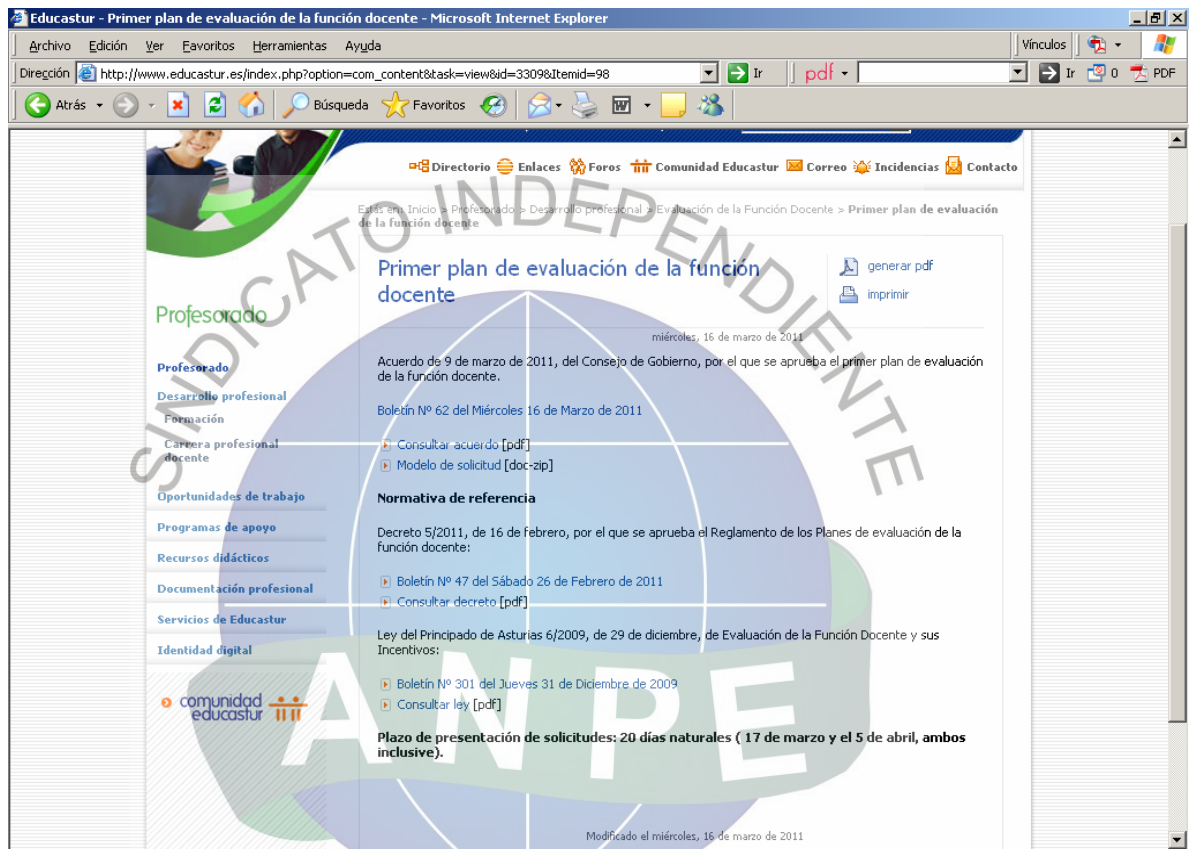 Educastur - Primer plan de evaluación de la función docente - Microsoft Internet Explorer
Archivo Edición Ver Favoritos Herramientas Ayuda Vínculos
Dirección http://www.educastur.es/index.php?option=com_content&task=view&id=3309&Itemid=98 Ir pdf Ir 0 PDF
Atrás Búsqueda Favoritos
Directorio Enlaces Foros Comunidad Educastur Correo Incidencias Contacto
SINDICATO INDEPENDIENTE
Estás en: Inicio > Profesorado > Desarrollo profesional > Evaluación de la Función Docente > Primer plan de evaluación
de la función docente
Primer plan de evaluación de la función
docente
generar pdf
imprimir
Profesorado
Profesorado
Desarrollo profesional
Formación
Carrera profesional
docente
Oportunidades de trabajo
Programas de apoyo
Recursos didácticos
Documentación profesional
Servicios de Educastur
Identidad digital
comunidad
educastur
miércoles, 16 de marzo de 2011
Acuerdo de 9 de marzo de 2011, del Consejo de Gobierno, por el que se aprueba el primer plan de evaluación
de la función docente.
Boletín Nº 62 del Miércoles 16 de Marzo de 2011
Consultar acuerdo [pdf]
Modelo de solicitud [doc-zip]
Normativa de referencia
Decreto 5/2011, de 16 de febrero, por el que se aprueba el Reglamento de los Planes de evaluación de la
función docente:
Boletín Nº 47 del Sábado 26 de Febrero de 2011
Consultar decreto [pdf]
Ley del Principado de Asturias 6/2009, de 29 de diciembre, de Evaluación de la Función Docente y sus
Incentivos:
Boletín Nº 301 del Jueves 31 de Diciembre de 2009
Consultar ley [pdf]
ANPE
Plazo de presentación de solicitudes: 20 días naturales ( 17 de marzo y el 5 de abril, ambos
inclusive).
Modificado el miércoles, 16 de marzo de 2011